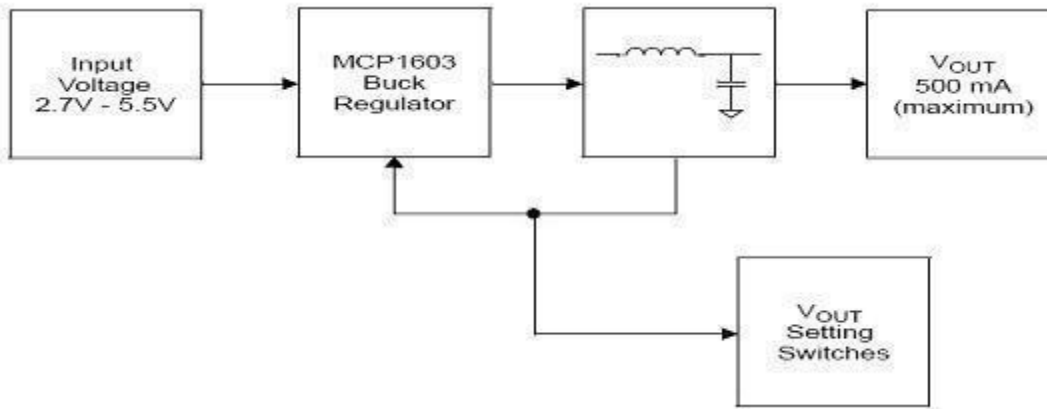 Input
Voltage
2.7V - 5.5V
MCP1603
Buck
Regulator
VOUT
500 mA
(maximum)
VOUT
Setting
Switches